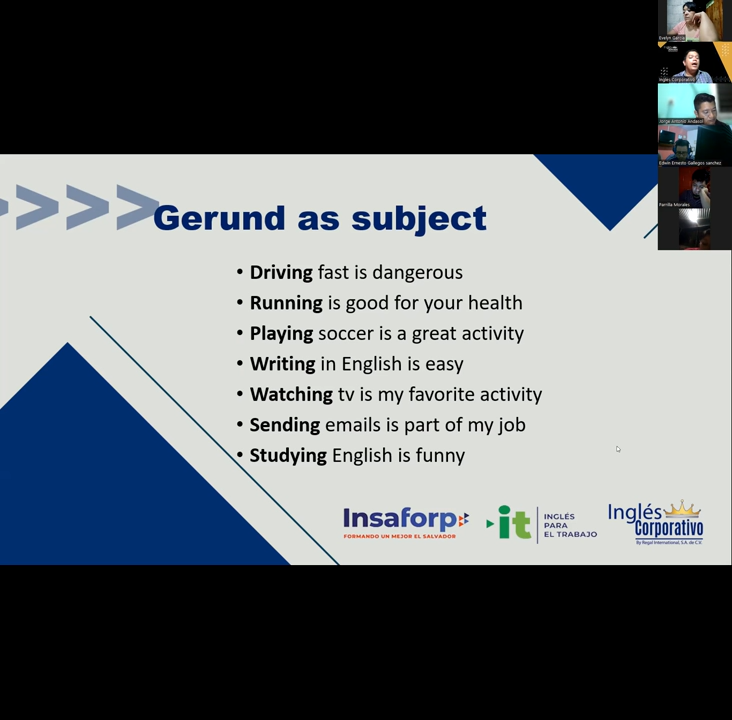 Evelyn Garcia
Inglés Corporativo
Jorge Antonio Andasol
Edwin Ernesto Gallegos sanchez
Parrilla Morales
>>>>Gerund as subject
• Driving fast is dangerous
• Running is good for your health
• Playing soccer is a great activity
• Writing in English is easy
• Watching tv is my favorite activity
• Sending emails is part of my job
• Studying English is funny
Insaforp
FORMANDO UN MEJOR EL SALVADOR
it
INGLÉS
PARA
EL TRABAJO
Inglés
Corporativo
By Regal International, S.A. de C.V.